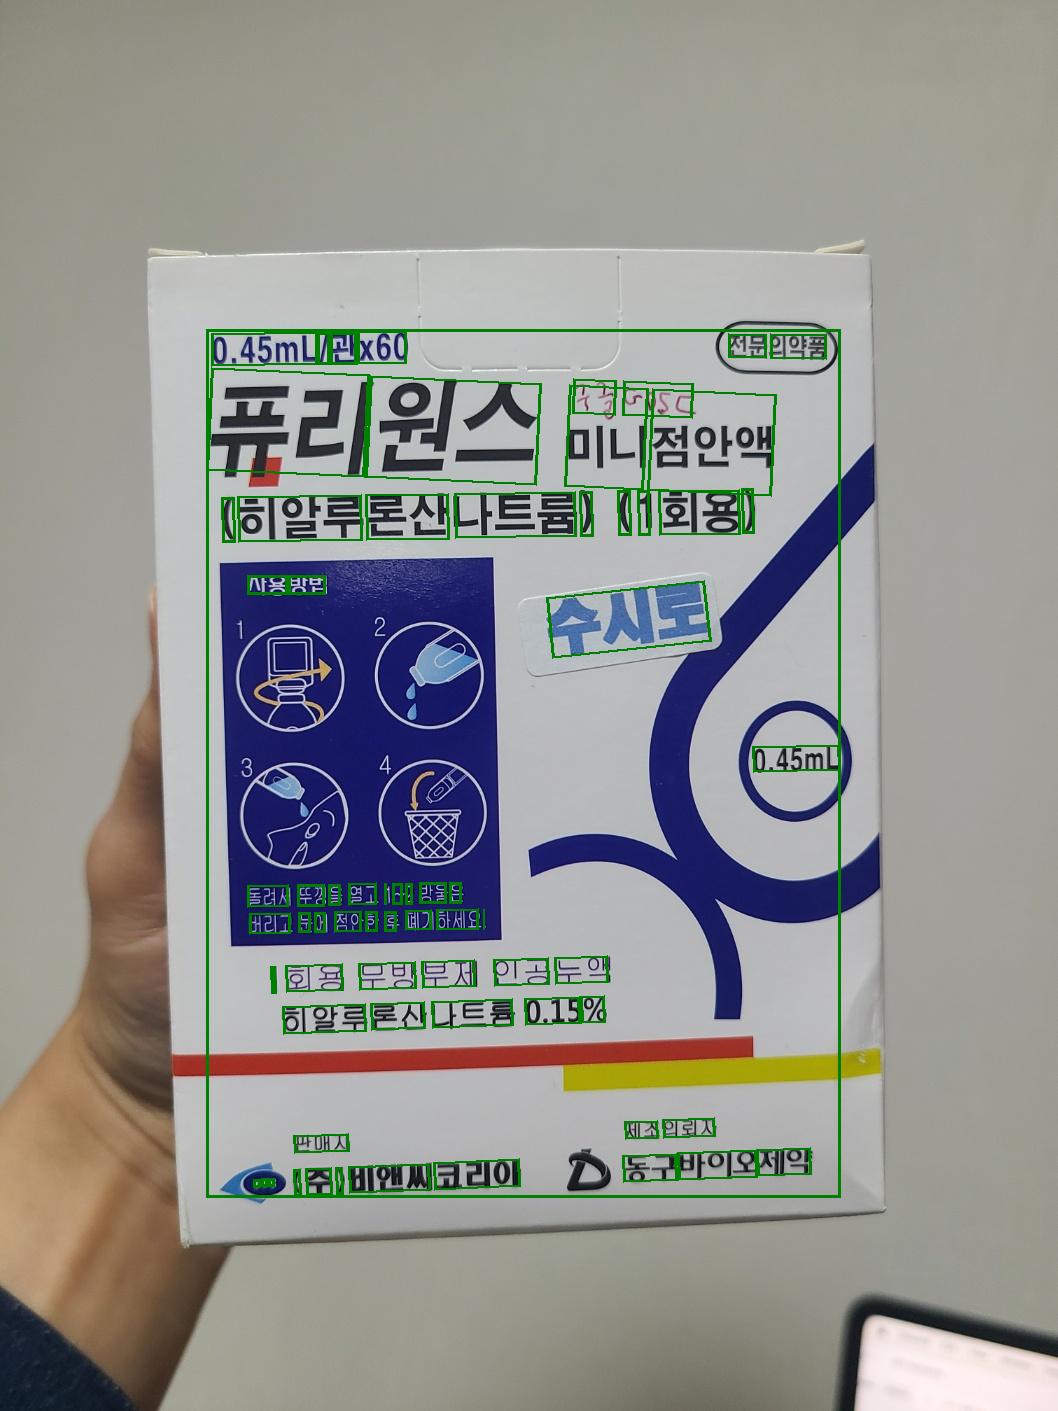 0.45mL/관x60
전문의약품
퓨리원스 미니점안액
(히알루론산나트륨) (1회용)
사용방법
수시로
1
2
0.45mL
3
4
돌려서 뚜껑을 열고 1-2 방울은
버리고 눈에 점안한 후 폐기하세요!
1회용 무방부제 인공누액
히알루론산나트륨 0.15%
판매사
(주)비앤씨코리아
제조의뢰자
동구바이오제약